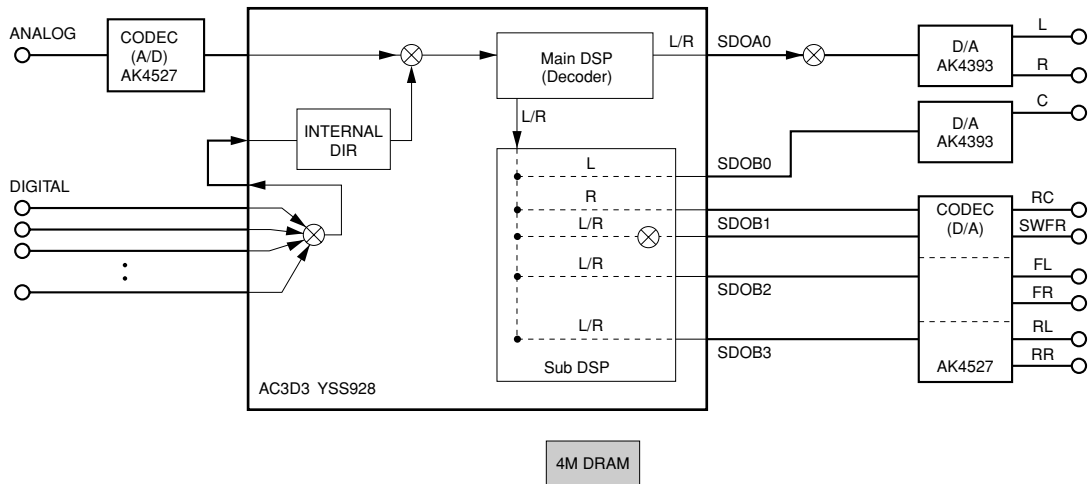 ANALOG
CODEC
(A/D)
AK4527
Main DSP
(Decoder)
L/R
SDOA0
D/A
AK4393
L
R
L/R
INTERNAL
DIR
D/A
AK4393
C
DIGITAL
L
SDOB0
R
L/R
SDOB1
L/R
SDOB2
L/R
SDOB3
Sub DSP
CODEC
(D/A)
AK4527
RC
SWFR
FL
FR
RL
RR
AC3D3 YSS928
4M DRAM